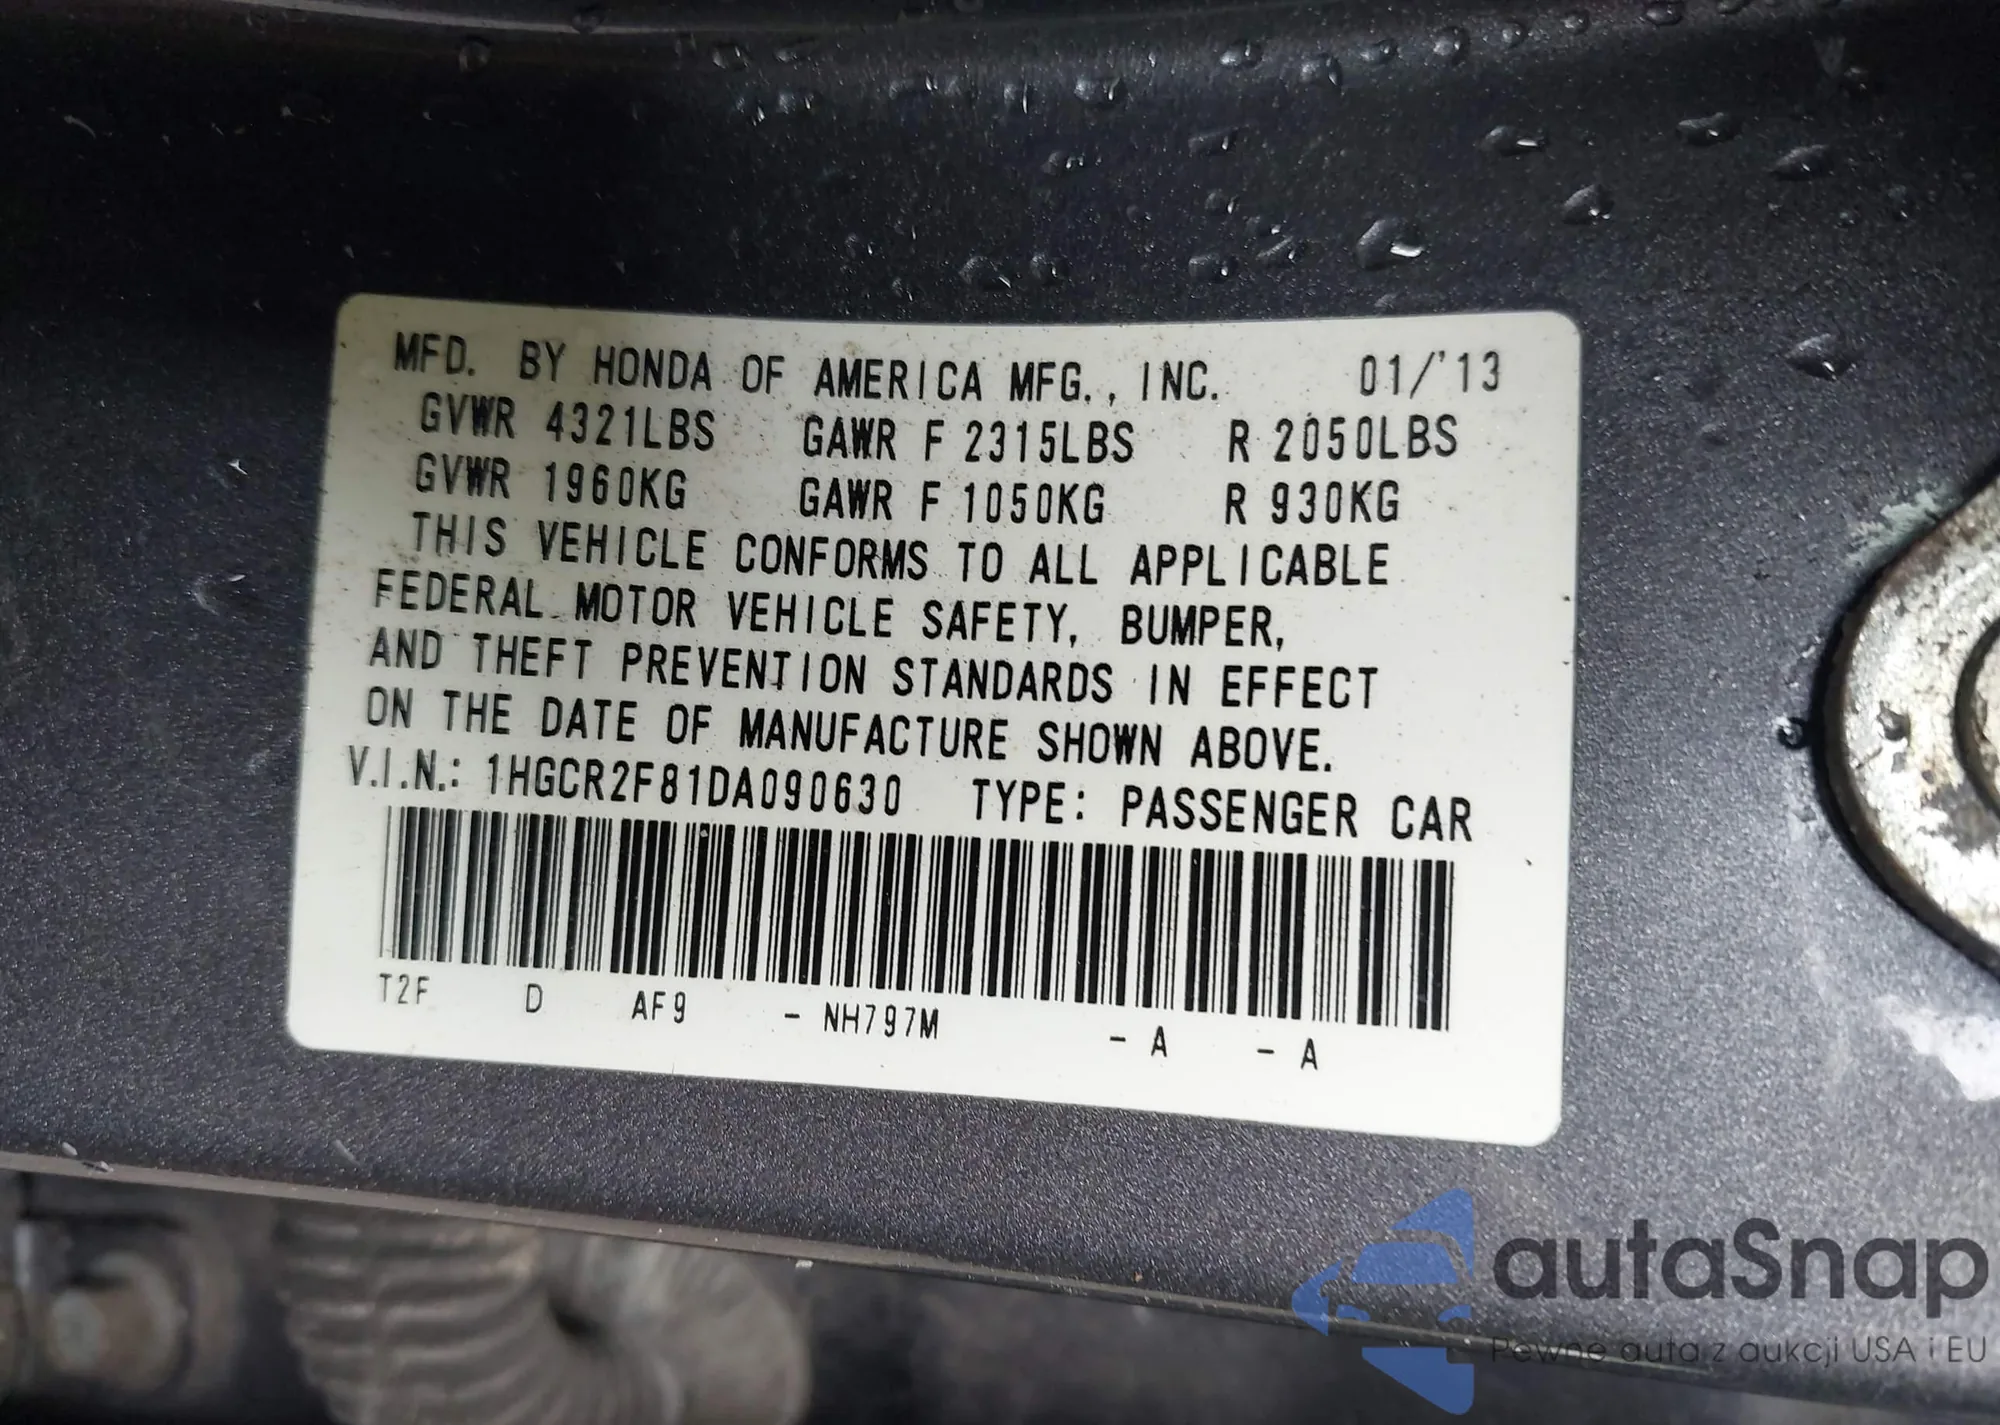 MFD. BY HONDA OF AMERICA MFG., INC. 01/'13
GVWR 4321LBS GAWR F 2315LBS R 2050LBS
GVWR 1960KG GAWR F 1050KG R 930KG
THIS VEHICLE CONFORMS TO ALL APPLICABLE
FEDERAL MOTOR VEHICLE SAFETY, BUMPER,
AND THEFT PREVENTION STANDARDS IN EFFECT
ON THE DATE OF MANUFACTURE SHOWN ABOVE.
V.I.N.: 1HGCR2F81DA090630 TYPE: PASSENGER CAR
T2F D AF9 - NH797M - A - A
autaSnap
Pewne auta z aukcji USA i EU